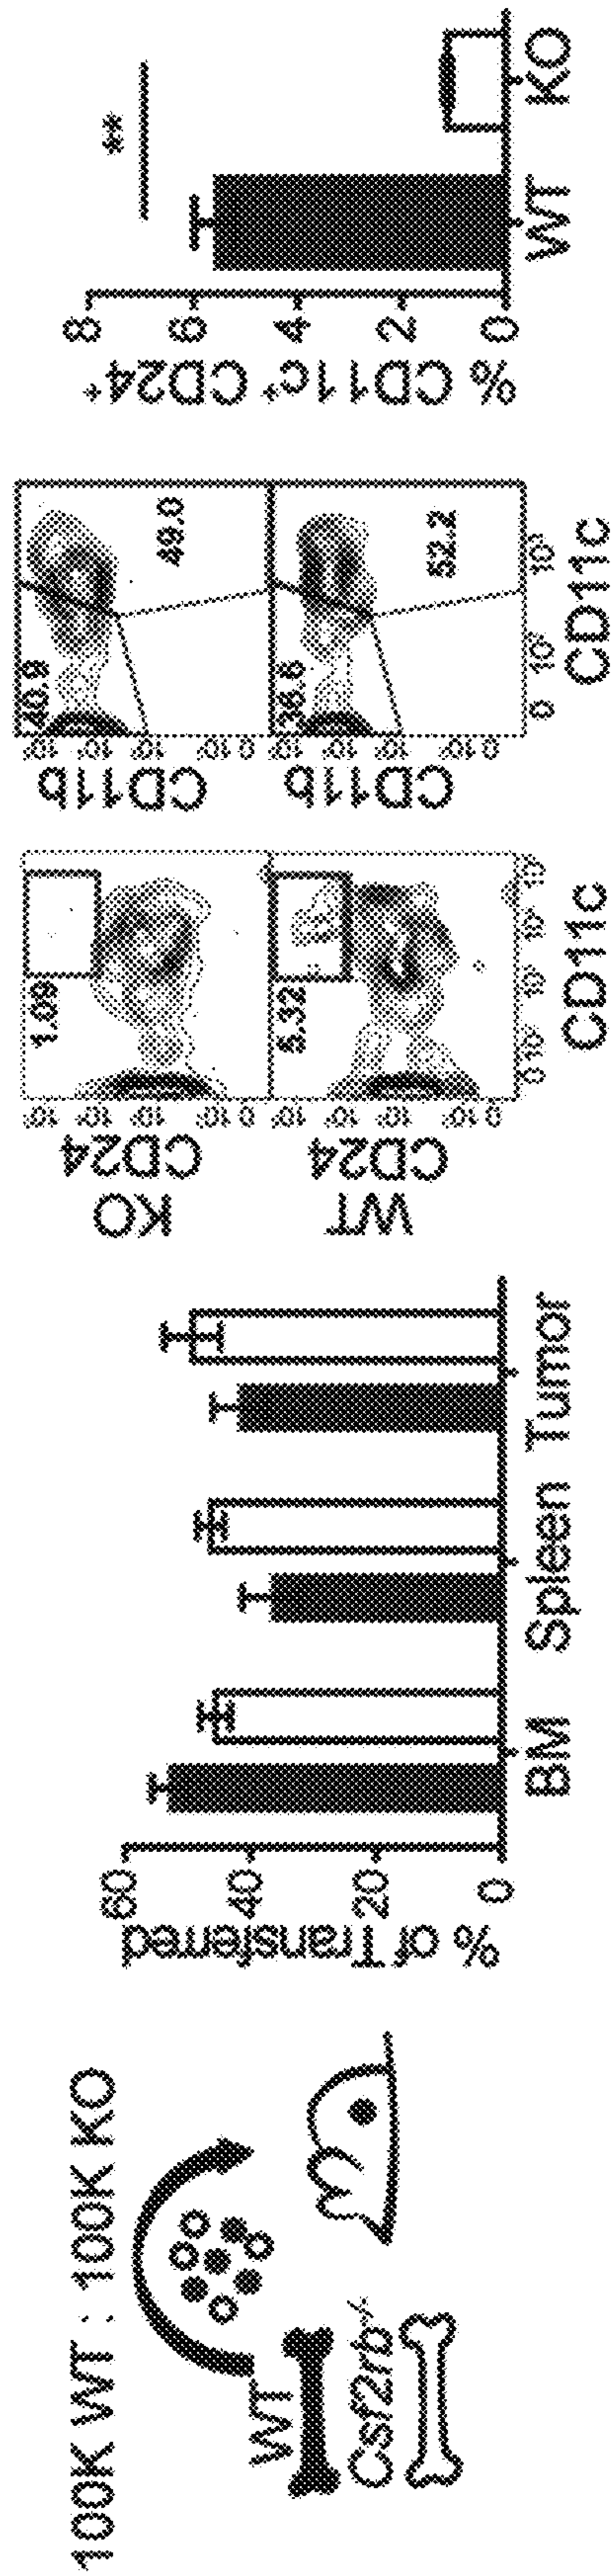 100K WT : 100K KO
WT
Csf2rb-/-
% of Transferred
60
40
20
0
BM
Spleen
Tumor
KO
CD24
1.09
WT
CD24
5.32
CD11c
CD11b
40.9
49.0
CD11b
36.6
52.2
0
CD11c
% CD11c+ CD24+
8
6
4
2
0
**
WT
KO